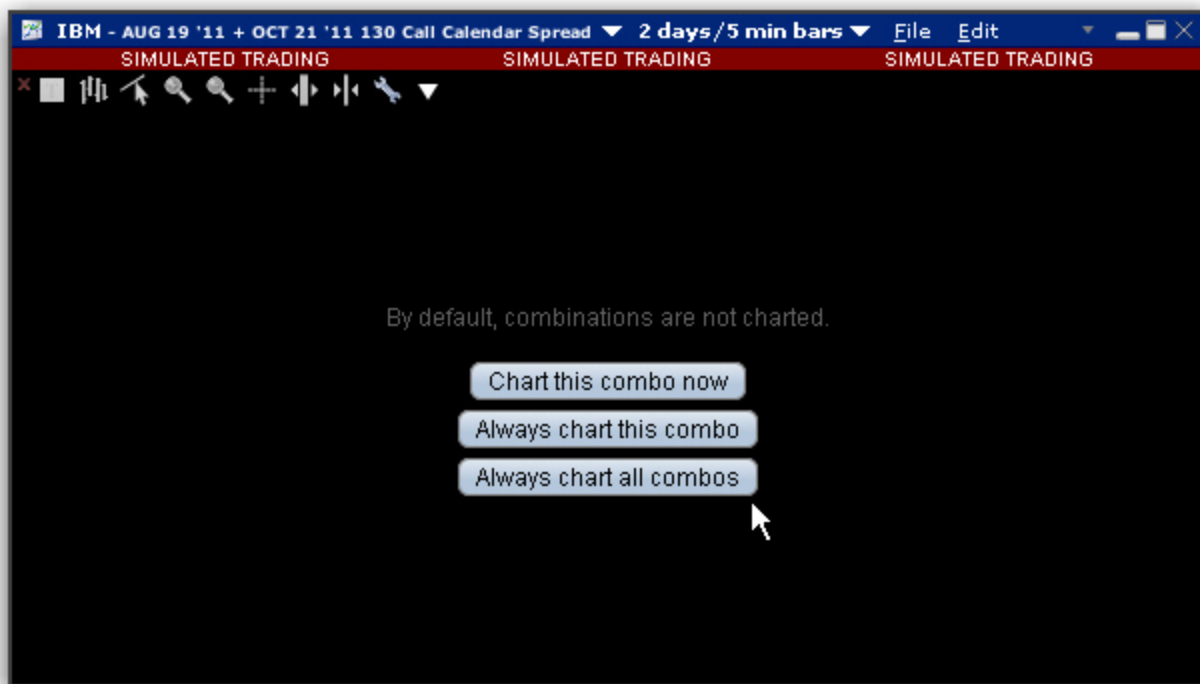 IBM - AUG 19 '11 + OCT 21 '11 130 Call Calendar Spread 2 days/5 min bars File Edit
SIMULATED TRADING SIMULATED TRADING SIMULATED TRADING
By default, combinations are not charted.
Chart this combo now
Always chart this combo
Always chart all combos